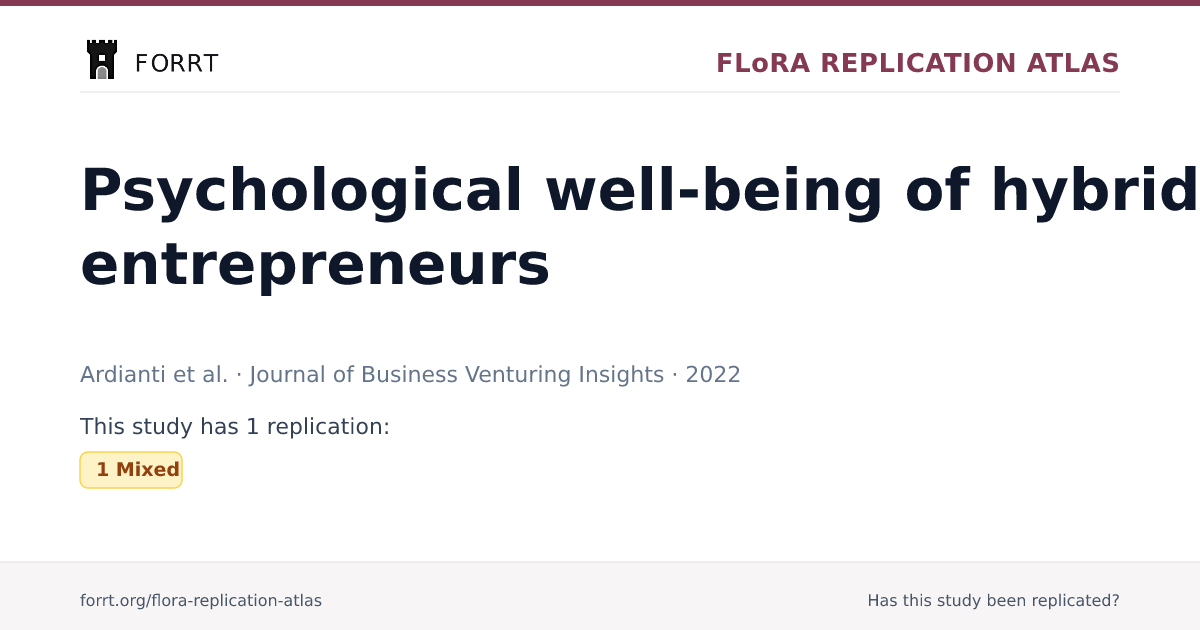 FORRT
FLoRA REPLICATION ATLAS
Psychological well-being of hybrid
entrepreneurs
Ardianti et al. · Journal of Business Venturing Insights · 2022
This study has 1 replication:
1 Mixed
forrt.org/flora-replication-atlas
Has this study been replicated?